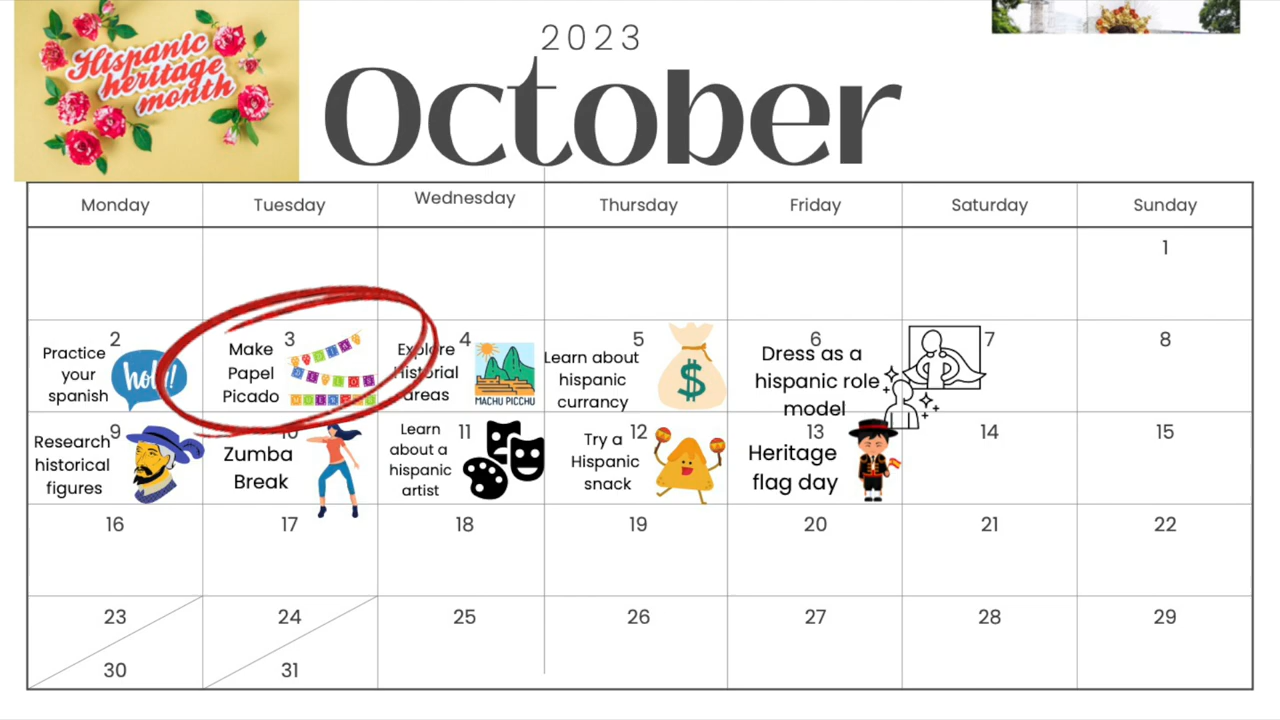 Hispanic
heritage
month
2023
October
Monday Tuesday Wednesday Thursday Friday Saturday Sunday
1
2
Practice
your
spanish
3
Make
Papel
Picado
4
Explore
Historial
areas
MACHU PICCHU
5
Learn about
hispanic
currancy
$
6
Dress as a
hispanic role
model
7
8
9
Research
historical
figures
10
Zumba
Break
11
Learn
about a
hispanic
artist
12
Try a
Hispanic
snack
13
Heritage
flag day
14
15
16 17 18 19 20 21 22
23 24 25 26 27 28 29
30 31